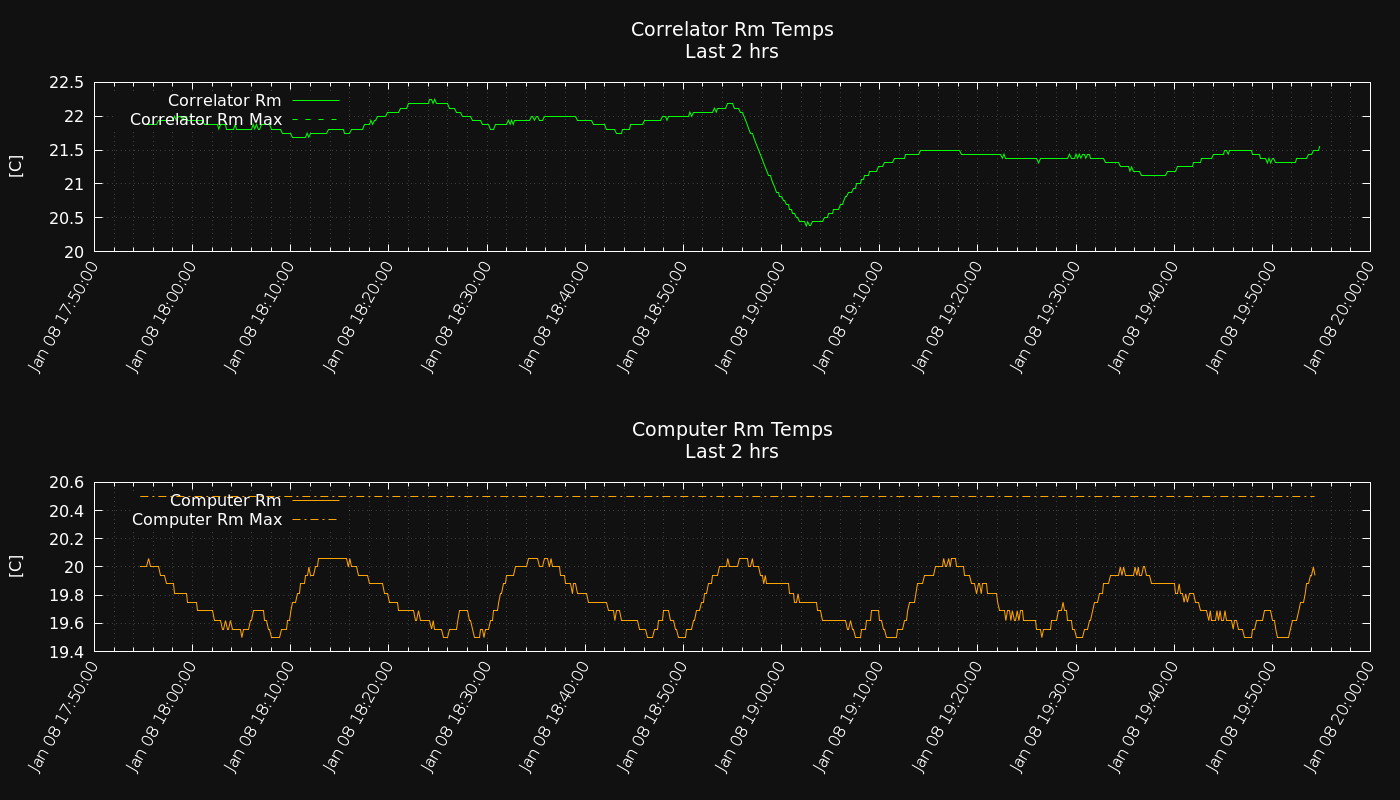 Correlator Rm Temps
Last 2 hrs
22.5
22
21.5
21
20.5
20
[C]
Correlator Rm
Correlator Rm Max
Jan 08 17:50:00
Jan 08 18:00:00
Jan 08 18:10:00
Jan 08 18:20:00
Jan 08 18:30:00
Jan 08 18:40:00
Jan 08 18:50:00
Jan 08 19:00:00
Jan 08 19:10:00
Jan 08 19:20:00
Jan 08 19:30:00
Jan 08 19:40:00
Jan 08 19:50:00
Jan 08 20:00:00
Computer Rm Temps
Last 2 hrs
20.6
20.4
20.2
20
19.8
19.6
19.4
[C]
Computer Rm
Computer Rm Max
Jan 08 17:50:00
Jan 08 18:00:00
Jan 08 18:10:00
Jan 08 18:20:00
Jan 08 18:30:00
Jan 08 18:40:00
Jan 08 18:50:00
Jan 08 19:00:00
Jan 08 19:10:00
Jan 08 19:20:00
Jan 08 19:30:00
Jan 08 19:40:00
Jan 08 19:50:00
Jan 08 20:00:00